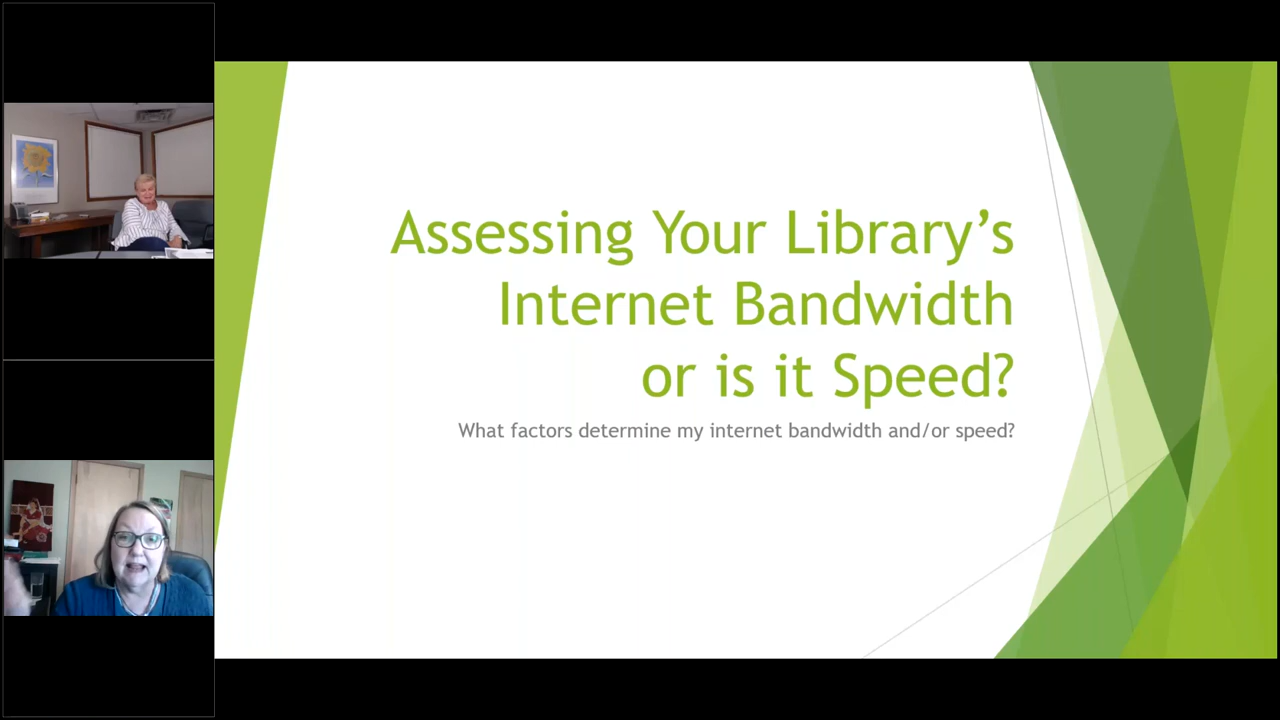 Assessing Your Library’s
Internet Bandwidth
or is it Speed?
What factors determine my internet bandwidth and/or speed?